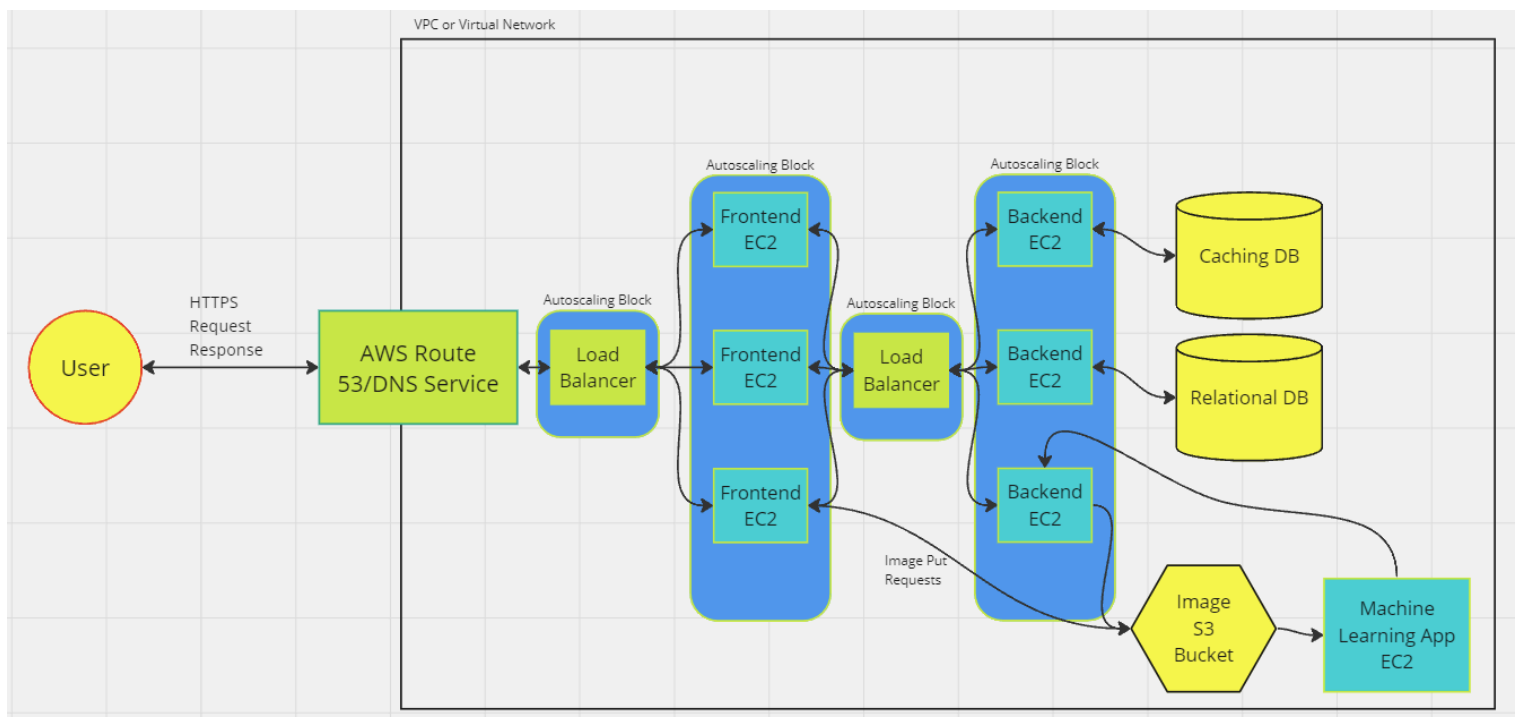 VPC or Virtual Network
Autoscaling Block
Autoscaling Block
Frontend
EC2
Backend
EC2
Caching DB
HTTPS
Request
Response
Autoscaling Block
Autoscaling Block
User
AWS Route
53/DNS Service
Load
Balancer
Frontend
EC2
Load
Balancer
Backend
EC2
Relational DB
Frontend
EC2
Backend
EC2
Image Put
Requests
Image
S3
Bucket
Machine
Learning App
EC2